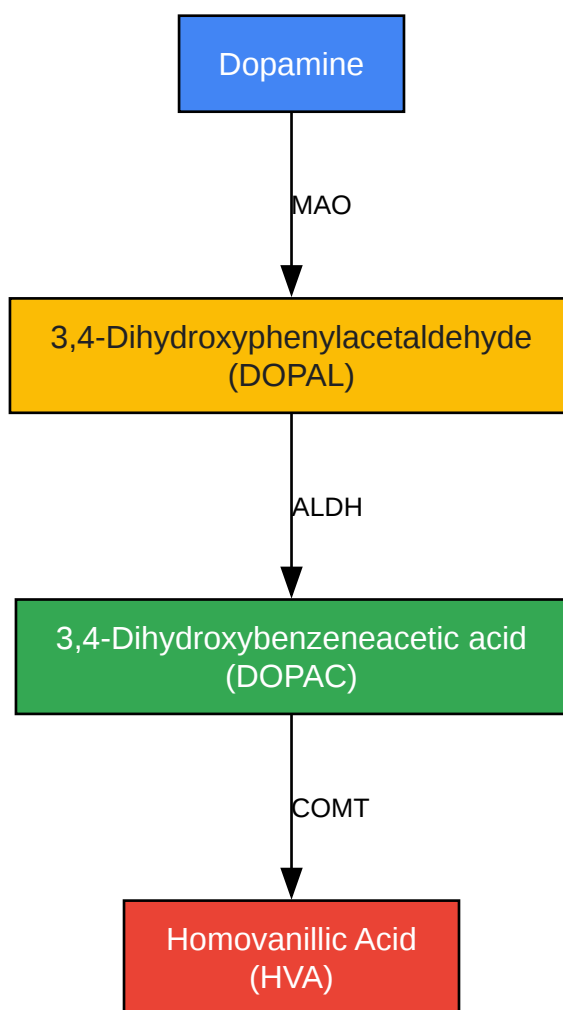 Dopamine
MAO
3,4-Dihydroxyphenylacetaldehyde
(DOPAL)
ALDH
3,4-Dihydroxybenzeneacetic acid
(DOPAC)
COMT
Homovanillic Acid
(HVA)